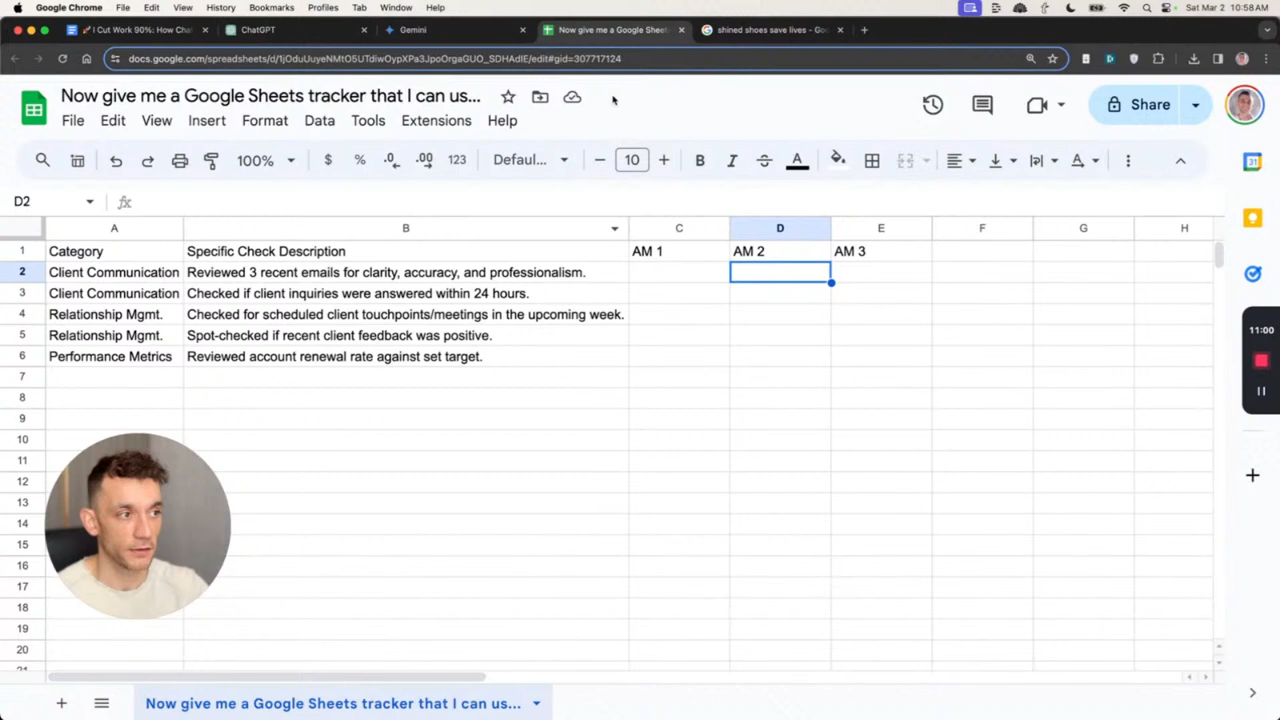 Google Chrome File Edit View History Bookmarks Profiles Tab Window Help Sat Mar 2 10:58AM
I Cut Work 90%: How Cha
ChatGPT
Gemini
Now give me a Google Sheets
shined shoes save lives - Goo
docs.google.com/spreadsheets/d/1jOduUuyeNMtO5UTdiwOypXPa3JpoOrgaGUO_SDHAdIE/edit#gid=307717124
Now give me a Google Sheets tracker that I can us...
Share
File Edit View Insert Format Data Tools Extensions Help
100% $ % .0 .00 123 Defaul... 10 B I A
D2 fx
A B C D E F G H
1 Category Specific Check Description AM 1 AM 2 AM 3
2 Client Communication Reviewed 3 recent emails for clarity, accuracy, and professionalism.
3 Client Communication Checked if client inquiries were answered within 24 hours.
4 Relationship Mgmt. Checked for scheduled client touchpoints/meetings in the upcoming week.
5 Relationship Mgmt. Spot-checked if recent client feedback was positive.
6 Performance Metrics Reviewed account renewal rate against set target.
7
8
9
10
11
12
13
14
15
16
17
18
19
20
21
31
11:00
Now give me a Google Sheets tracker that I can us...